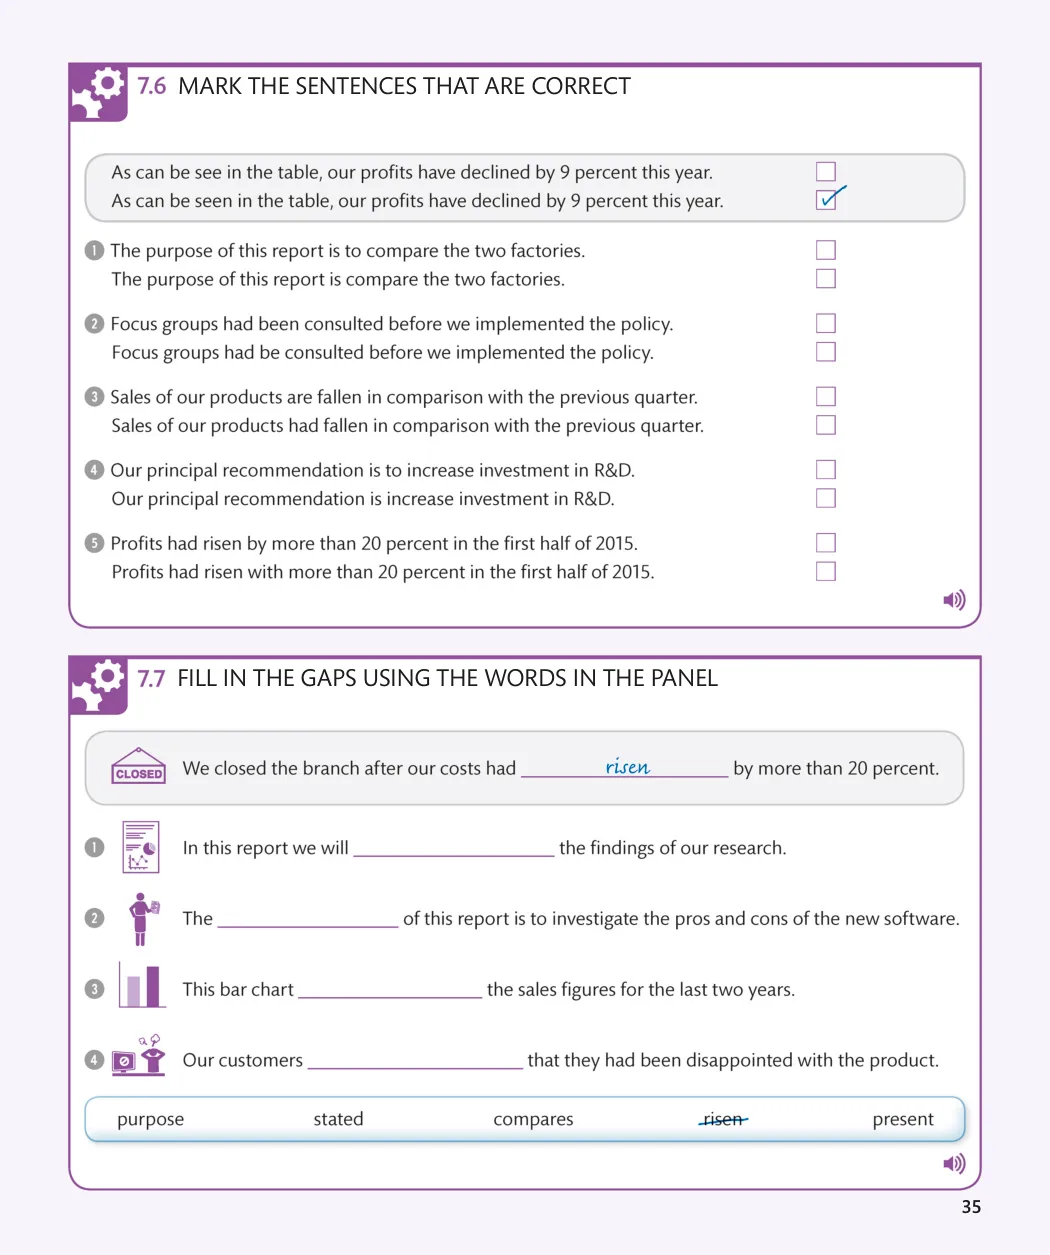 7.6 MARK THE SENTENCES THAT ARE CORRECT
As can be see in the table, our profits have declined by 9 percent this year.
As can be seen in the table, our profits have declined by 9 percent this year.
1 The purpose of this report is to compare the two factories.
The purpose of this report is compare the two factories.
2 Focus groups had been consulted before we implemented the policy.
Focus groups had be consulted before we implemented the policy.
3 Sales of our products are fallen in comparison with the previous quarter.
Sales of our products had fallen in comparison with the previous quarter.
4 Our principal recommendation is to increase investment in R&D.
Our principal recommendation is increase investment in R&D.
5 Profits had risen by more than 20 percent in the first half of 2015.
Profits had risen with more than 20 percent in the first half of 2015.
7.7 FILL IN THE GAPS USING THE WORDS IN THE PANEL
CLOSED We closed the branch after our costs had risen by more than 20 percent.
1 In this report we will ____ the findings of our research.
2 The ____ of this report is to investigate the pros and cons of the new software.
3 This bar chart ____ the sales figures for the last two years.
4 Our customers ____ that they had been disappointed with the product.
purpose stated compares risen present
35